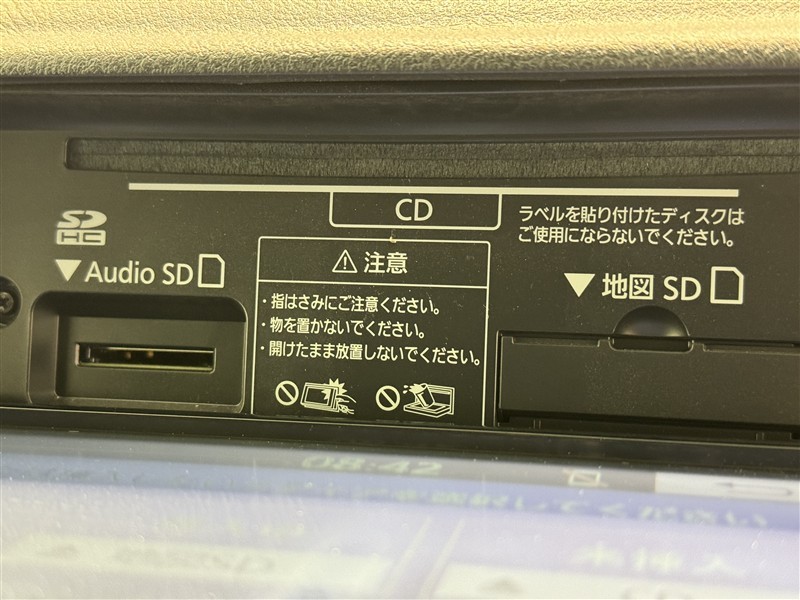 CD
ラベルを貼り付けたディスクは
ご使用にならないでください。
SD
HC
Audio SD
注意
・指はさみにご注意ください。
・物を置かないでください。
・開けたまま放置しないでください。
地図 SD
08:42
未挿入